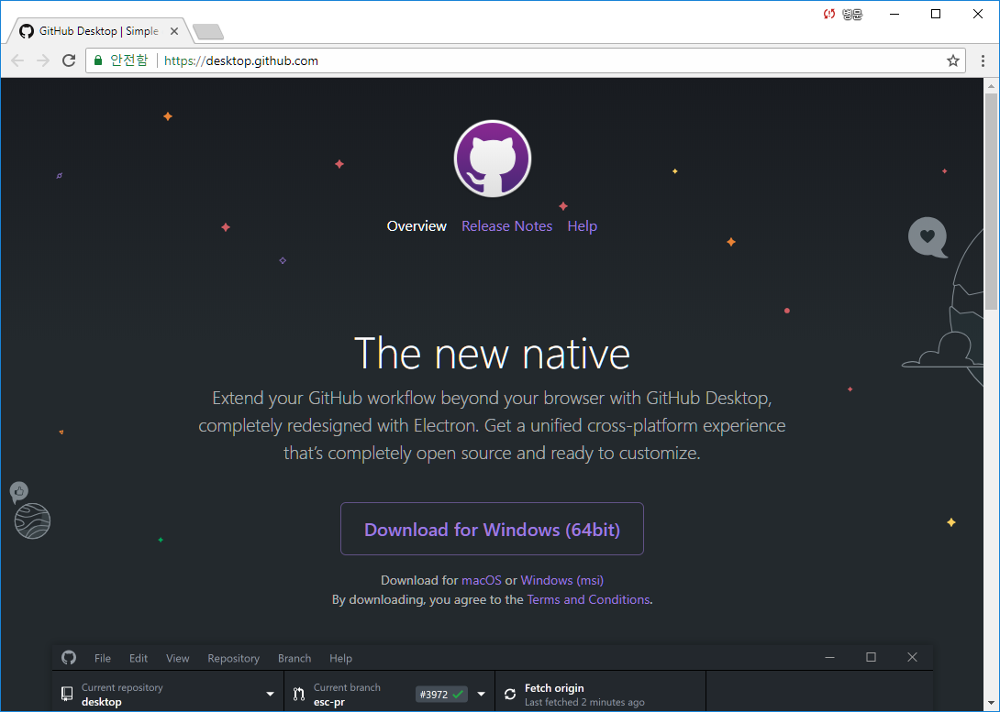 병문
GitHub Desktop | Simple
안전함
https://desktop.github.com
Overview Release Notes Help
The new native
Extend your GitHub workflow beyond your browser with GitHub Desktop,
completely redesigned with Electron. Get a unified cross-platform experience
that's completely open source and ready to customize.
Download for Windows (64bit)
Download for macOS or Windows (msi)
By downloading, you agree to the Terms and Conditions.
File Edit View Repository Branch Help
Current repository
desktop
Current branch
esc-pr
#3972
Fetch origin
Last fetched 2 minutes ago